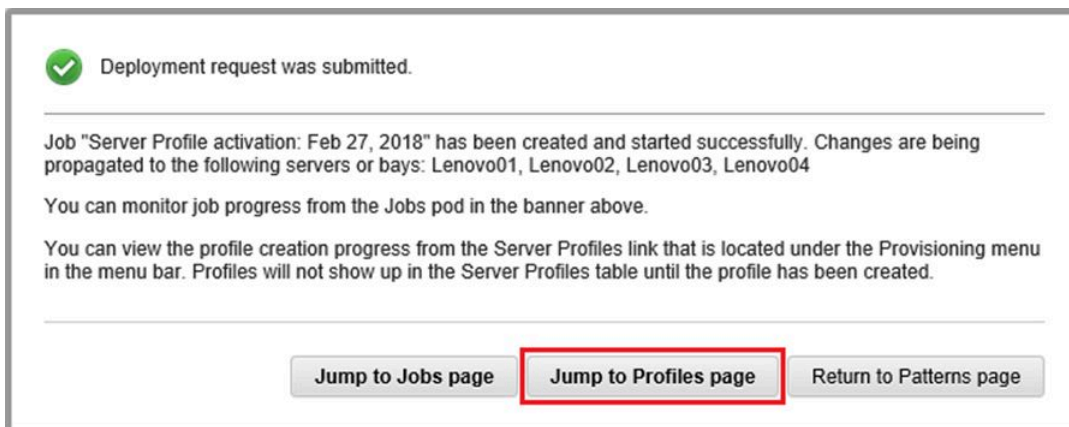 Deployment request was submitted.
Job "Server Profile activation: Feb 27, 2018" has been created and started successfully. Changes are being
propagated to the following servers or bays: Lenovo01, Lenovo02, Lenovo03, Lenovo04
You can monitor job progress from the Jobs pod in the banner above.
You can view the profile creation progress from the Server Profiles link that is located under the Provisioning menu
in the menu bar. Profiles will not show up in the Server Profiles table until the profile has been created.
Jump to Jobs page Jump to Profiles page Return to Patterns page